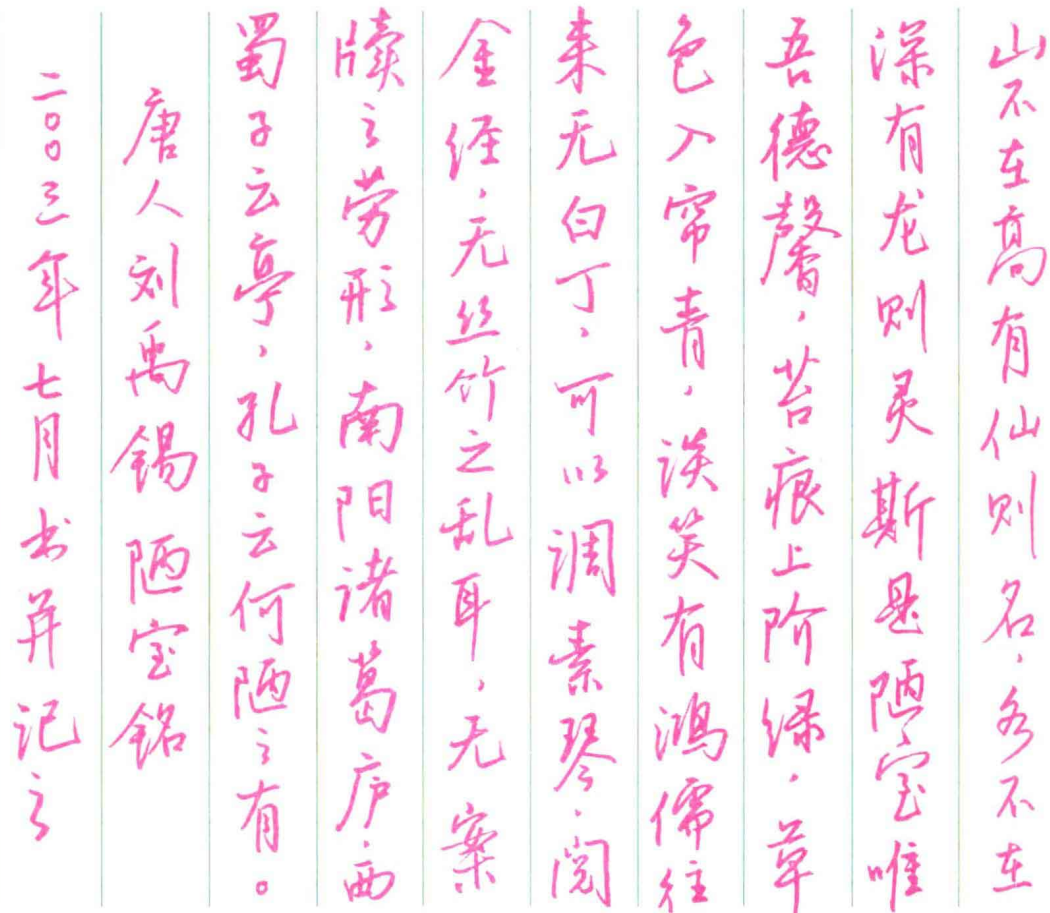 山不在高有仙则名，水不在
深有龙则灵斯是陋室唯
吾德馨，苔痕上阶绿，草
色入帘青，谈笑有鸿儒往
来无白丁，可以调素琴，阅
金经，无丝竹之乱耳，无案
牍之劳形，南阳诸葛庐，西
蜀子云亭，孔子云何陋之有。
唐人刘禹锡 陋室铭
二〇〇三年七月书并记之